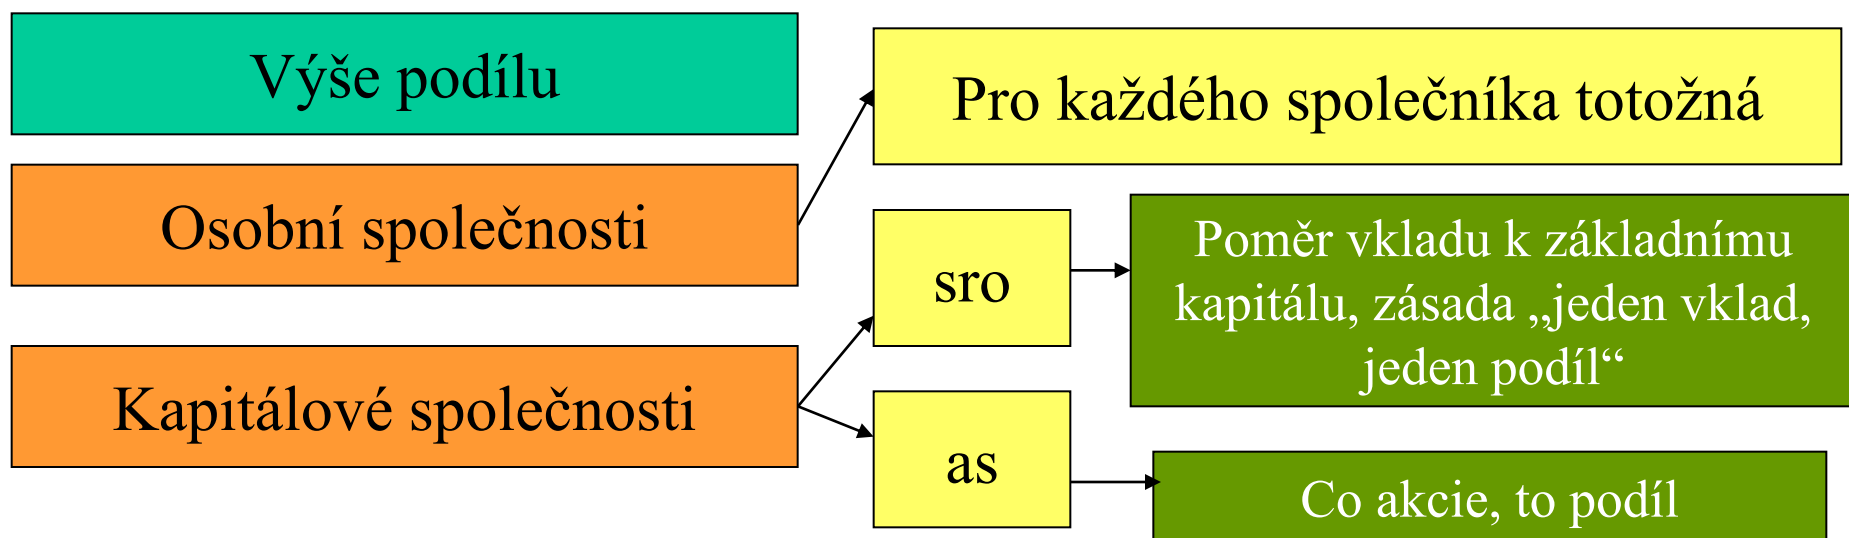 Výše podílu
Pro každého společníka totožná
Osobní společnosti
sro
Poměr vkladu k základnímu
kapitálu, zásada „jeden vklad,
jeden podíl“
Kapitálové společnosti
as
Co akcie, to podíl